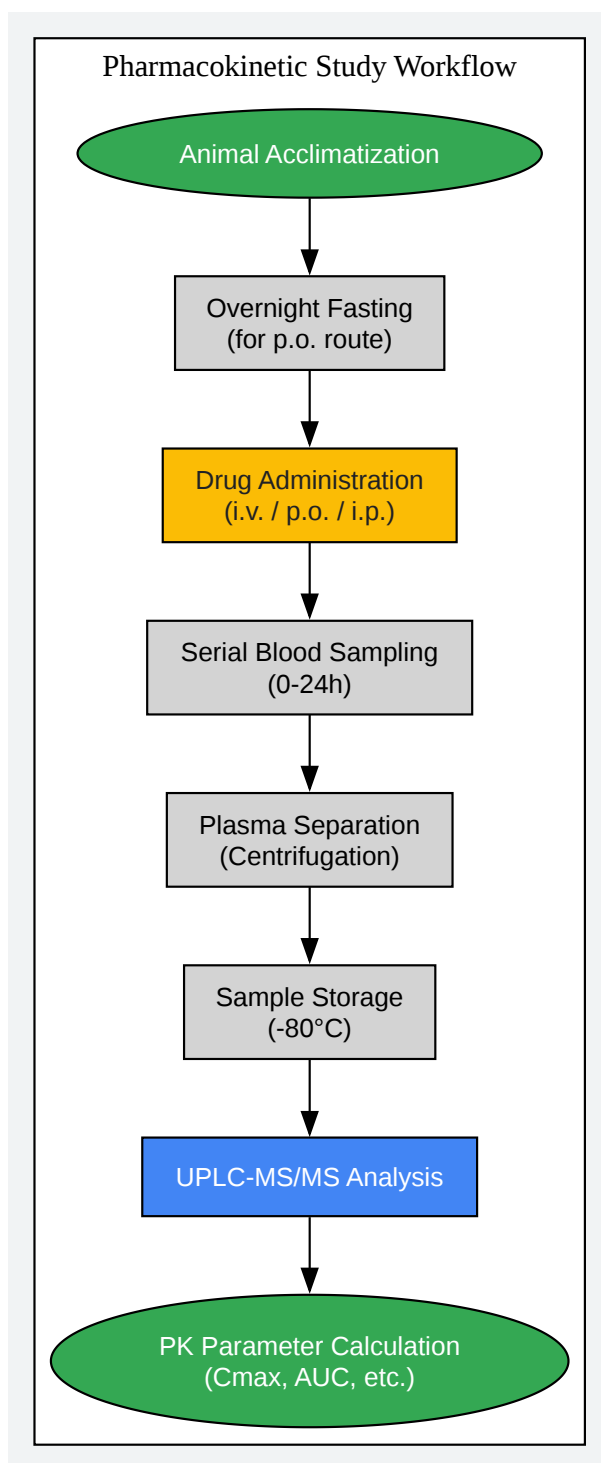 Pharmacokinetic Study Workflow
Animal Acclimatization
Overnight Fasting
(for p.o. route)
Drug Administration
(i.v. / p.o. / i.p.)
Serial Blood Sampling
(0-24h)
Plasma Separation
(Centrifugation)
Sample Storage
(-80°C)
UPLC-MS/MS Analysis
PK Parameter Calculation
(Cmax, AUC, etc.)